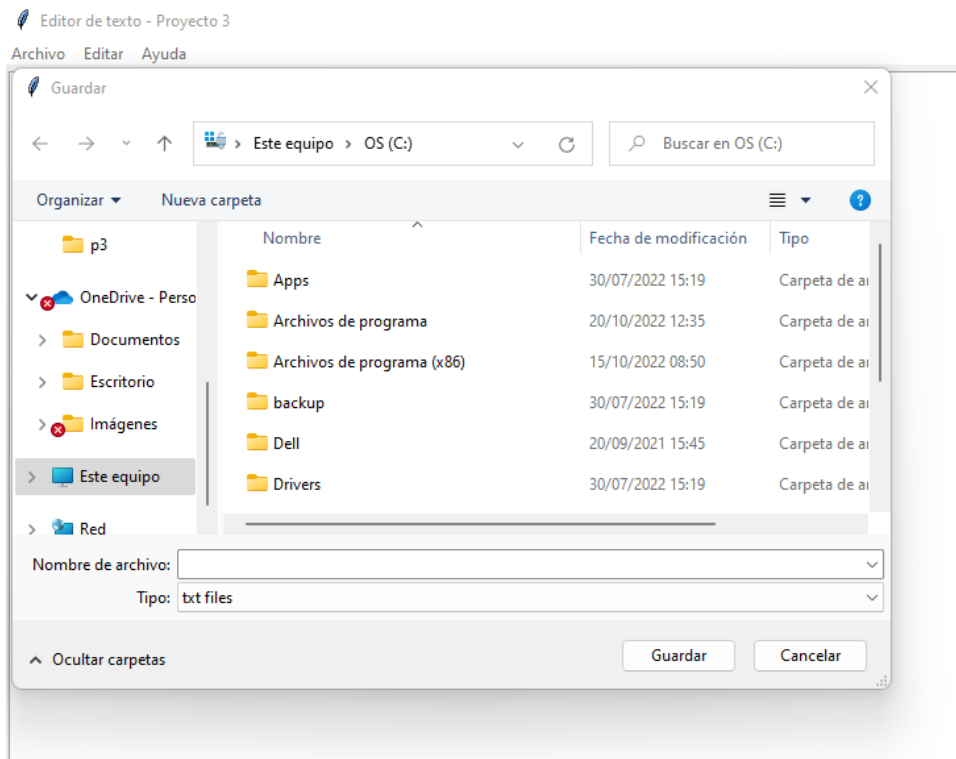 Editor de texto - Proyecto 3
Archivo Editar Ayuda
Guardar
Este equipo > OS (C:)
Buscar en OS (C:)
Organizar
Nueva carpeta
Nombre
Fecha de modificación
Tipo
p3
OneDrive - Perso
Documentos
Escritorio
Imágenes
Este equipo
Red
Apps 30/07/2022 15:19 Carpeta de ar
Archivos de programa 20/10/2022 12:35 Carpeta de ar
Archivos de programa (x86) 15/10/2022 08:50 Carpeta de ar
backup 30/07/2022 15:19 Carpeta de ar
Dell 20/09/2021 15:45 Carpeta de ar
Drivers 30/07/2022 15:19 Carpeta de ar
Nombre de archivo:
Tipo: txt files
Ocultar carpetas
Guardar
Cancelar